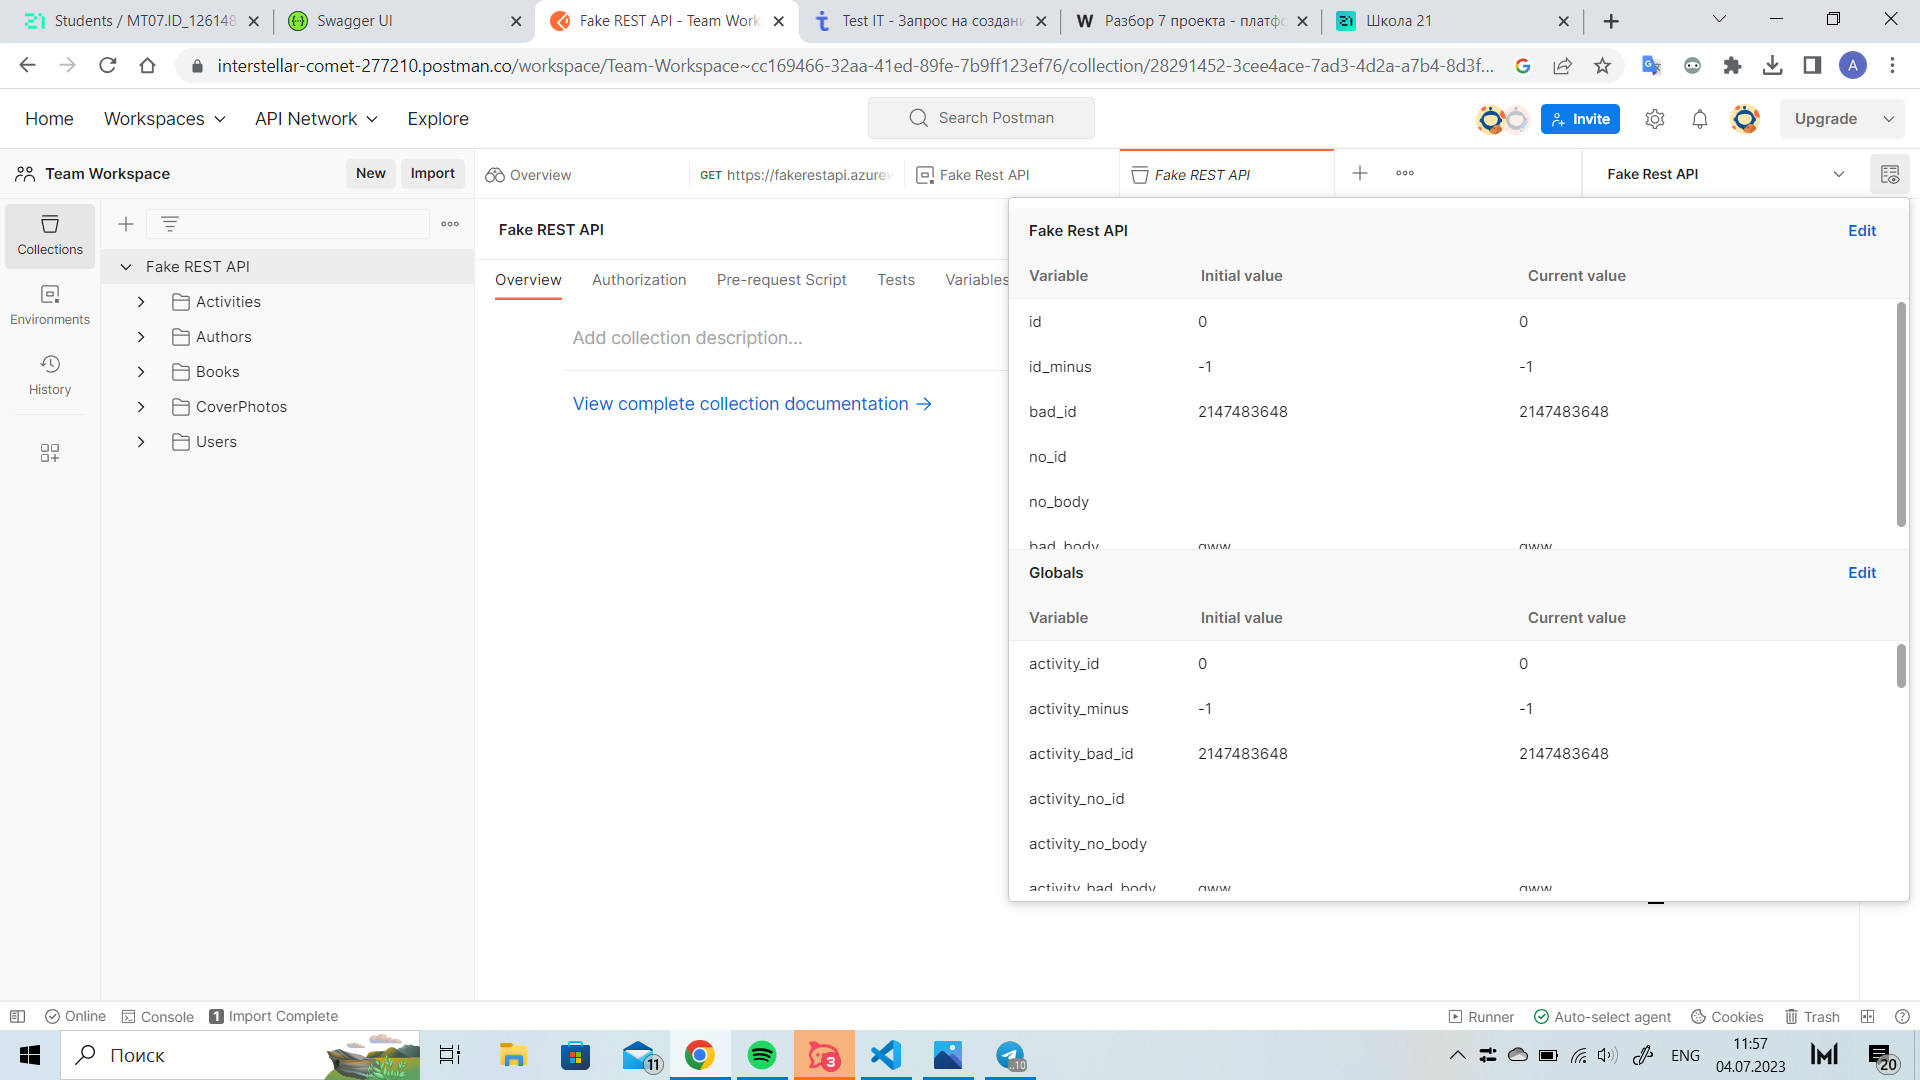 Students / MT07.ID_126148
Swagger UI
Fake REST API - Team Work
Test IT - Запрос на создани
Разбор 7 проекта - платфо
Школа 21
interstellar-comet-277210.postman.co/workspace/Team-Workspace~cc169466-32aa-41ed-89fe-7b9ff123ef76/collection/28291452-3cee4ace-7ad3-4d2a-a7b4-8d3f...
A
Home
Workspaces
API Network
Explore
Search Postman
Invite
Upgrade
Team Workspace
New
Import
Overview
GET https://fakerestapi.azurew
Fake Rest API
Fake REST API
Fake Rest API
Collections
Environments
History
Fake REST API
Activities
Authors
Books
CoverPhotos
Users
Fake REST API
Overview
Authorization
Pre-request Script
Tests
Variables
Add collection description...
View complete collection documentation →
Fake Rest API
Edit
Variable Initial value Current value
id 0 0
id_minus -1 -1
bad_id 2147483648 2147483648
no_id
no_body
bad_body qww qww
Globals
Edit
Variable Initial value Current value
activity_id 0 0
activity_minus -1 -1
activity_bad_id 2147483648 2147483648
activity_no_id
activity_no_body
activity_bad_body qww qww
Online
Console
1 Import Complete
Runner
Auto-select agent
Cookies
Trash
Поиск
11
3
..10
ENG
11:57
04.07.2023
20